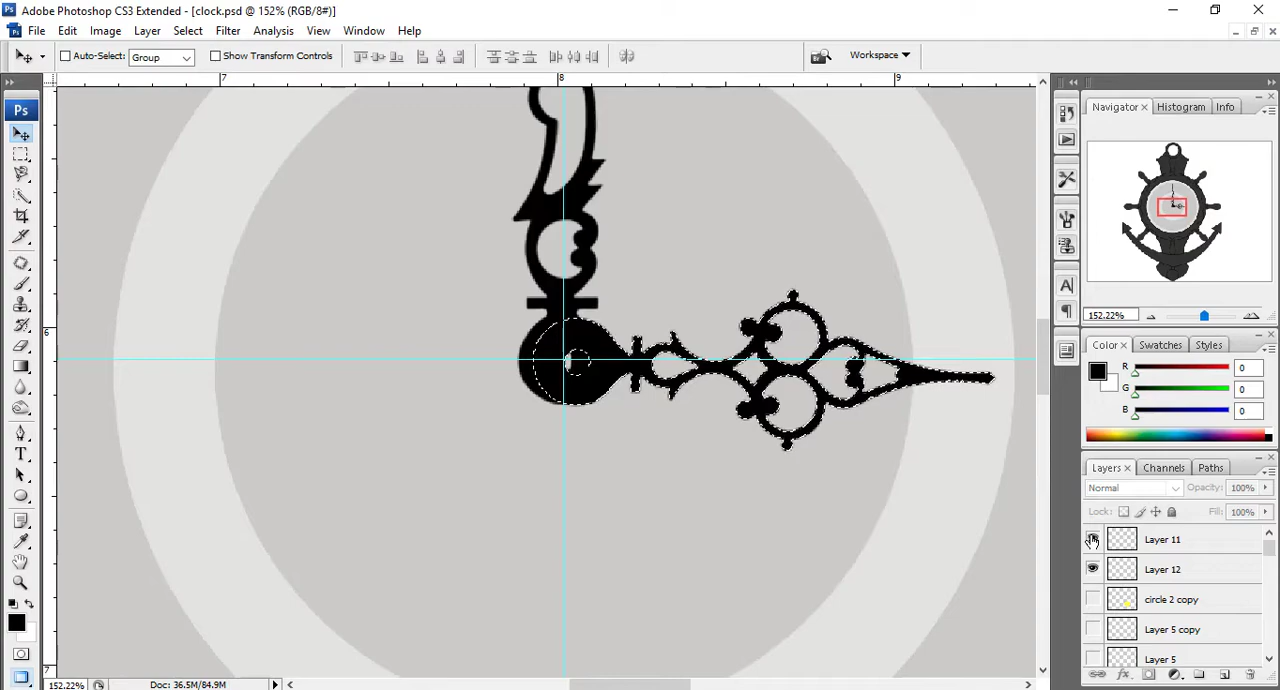 Adobe Photoshop CS3 Extended - [clock.psd @ 152% (RGB/8#)]
File Edit Image Layer Select Filter Analysis View Window Help
Auto-Select: Group Show Transform Controls Workspace
7 8 9
Ps
Navigator Histogram Info
152.22%
Color Swatches Styles
R 0
G 0
B 0
6
Layers Channels Paths
Normal Opacity: 100%
Lock: Fill: 100%
Layer 11
Layer 12
circle 2 copy
Layer 5 copy
Layer 5
7
152.22% Doc: 36.5M/84.9M